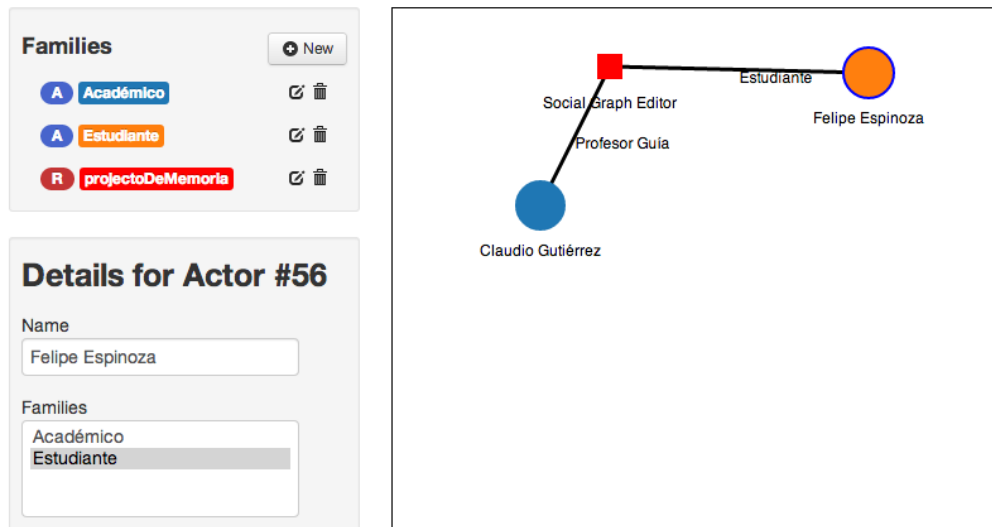 Families
New
A Académico
A Estudiante
R projectoDeMemoria
Details for Actor #56
Name
Felipe Espinoza
Families
Académico
Estudiante
Estudiante
Social Graph Editor
Felipe Espinoza
Profesor Guía
Claudio Gutiérrez